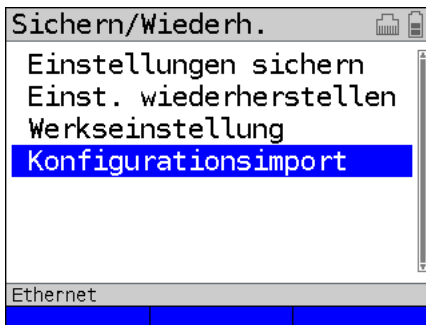 Sichern/Wiederh.
Einstellungen sichern
Einst. wiederherstellen
Werkseinstellung
Konfigurationsimport
Ethernet